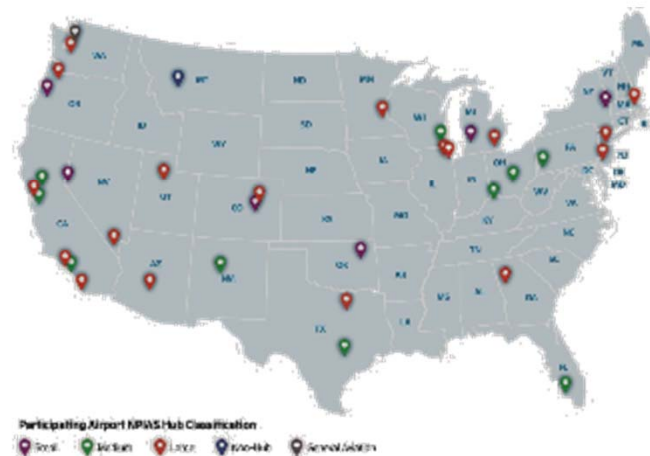 WA
MT
ND
MN
VT
OR
ID
SD
WI
MI
NY
MA
CT
WY
IA
PA
NJ
NE
OH
NV
UT
CO
IL
IN
WV
DE
MD
KS
MO
KY
VA
CA
NC
TN
AZ
NM
OK
AR
SC
MS
AL
GA
TX
LA
FL
Participating Airport NPIAS Hub Classification
Small Medium Large Non-Hub General Aviation